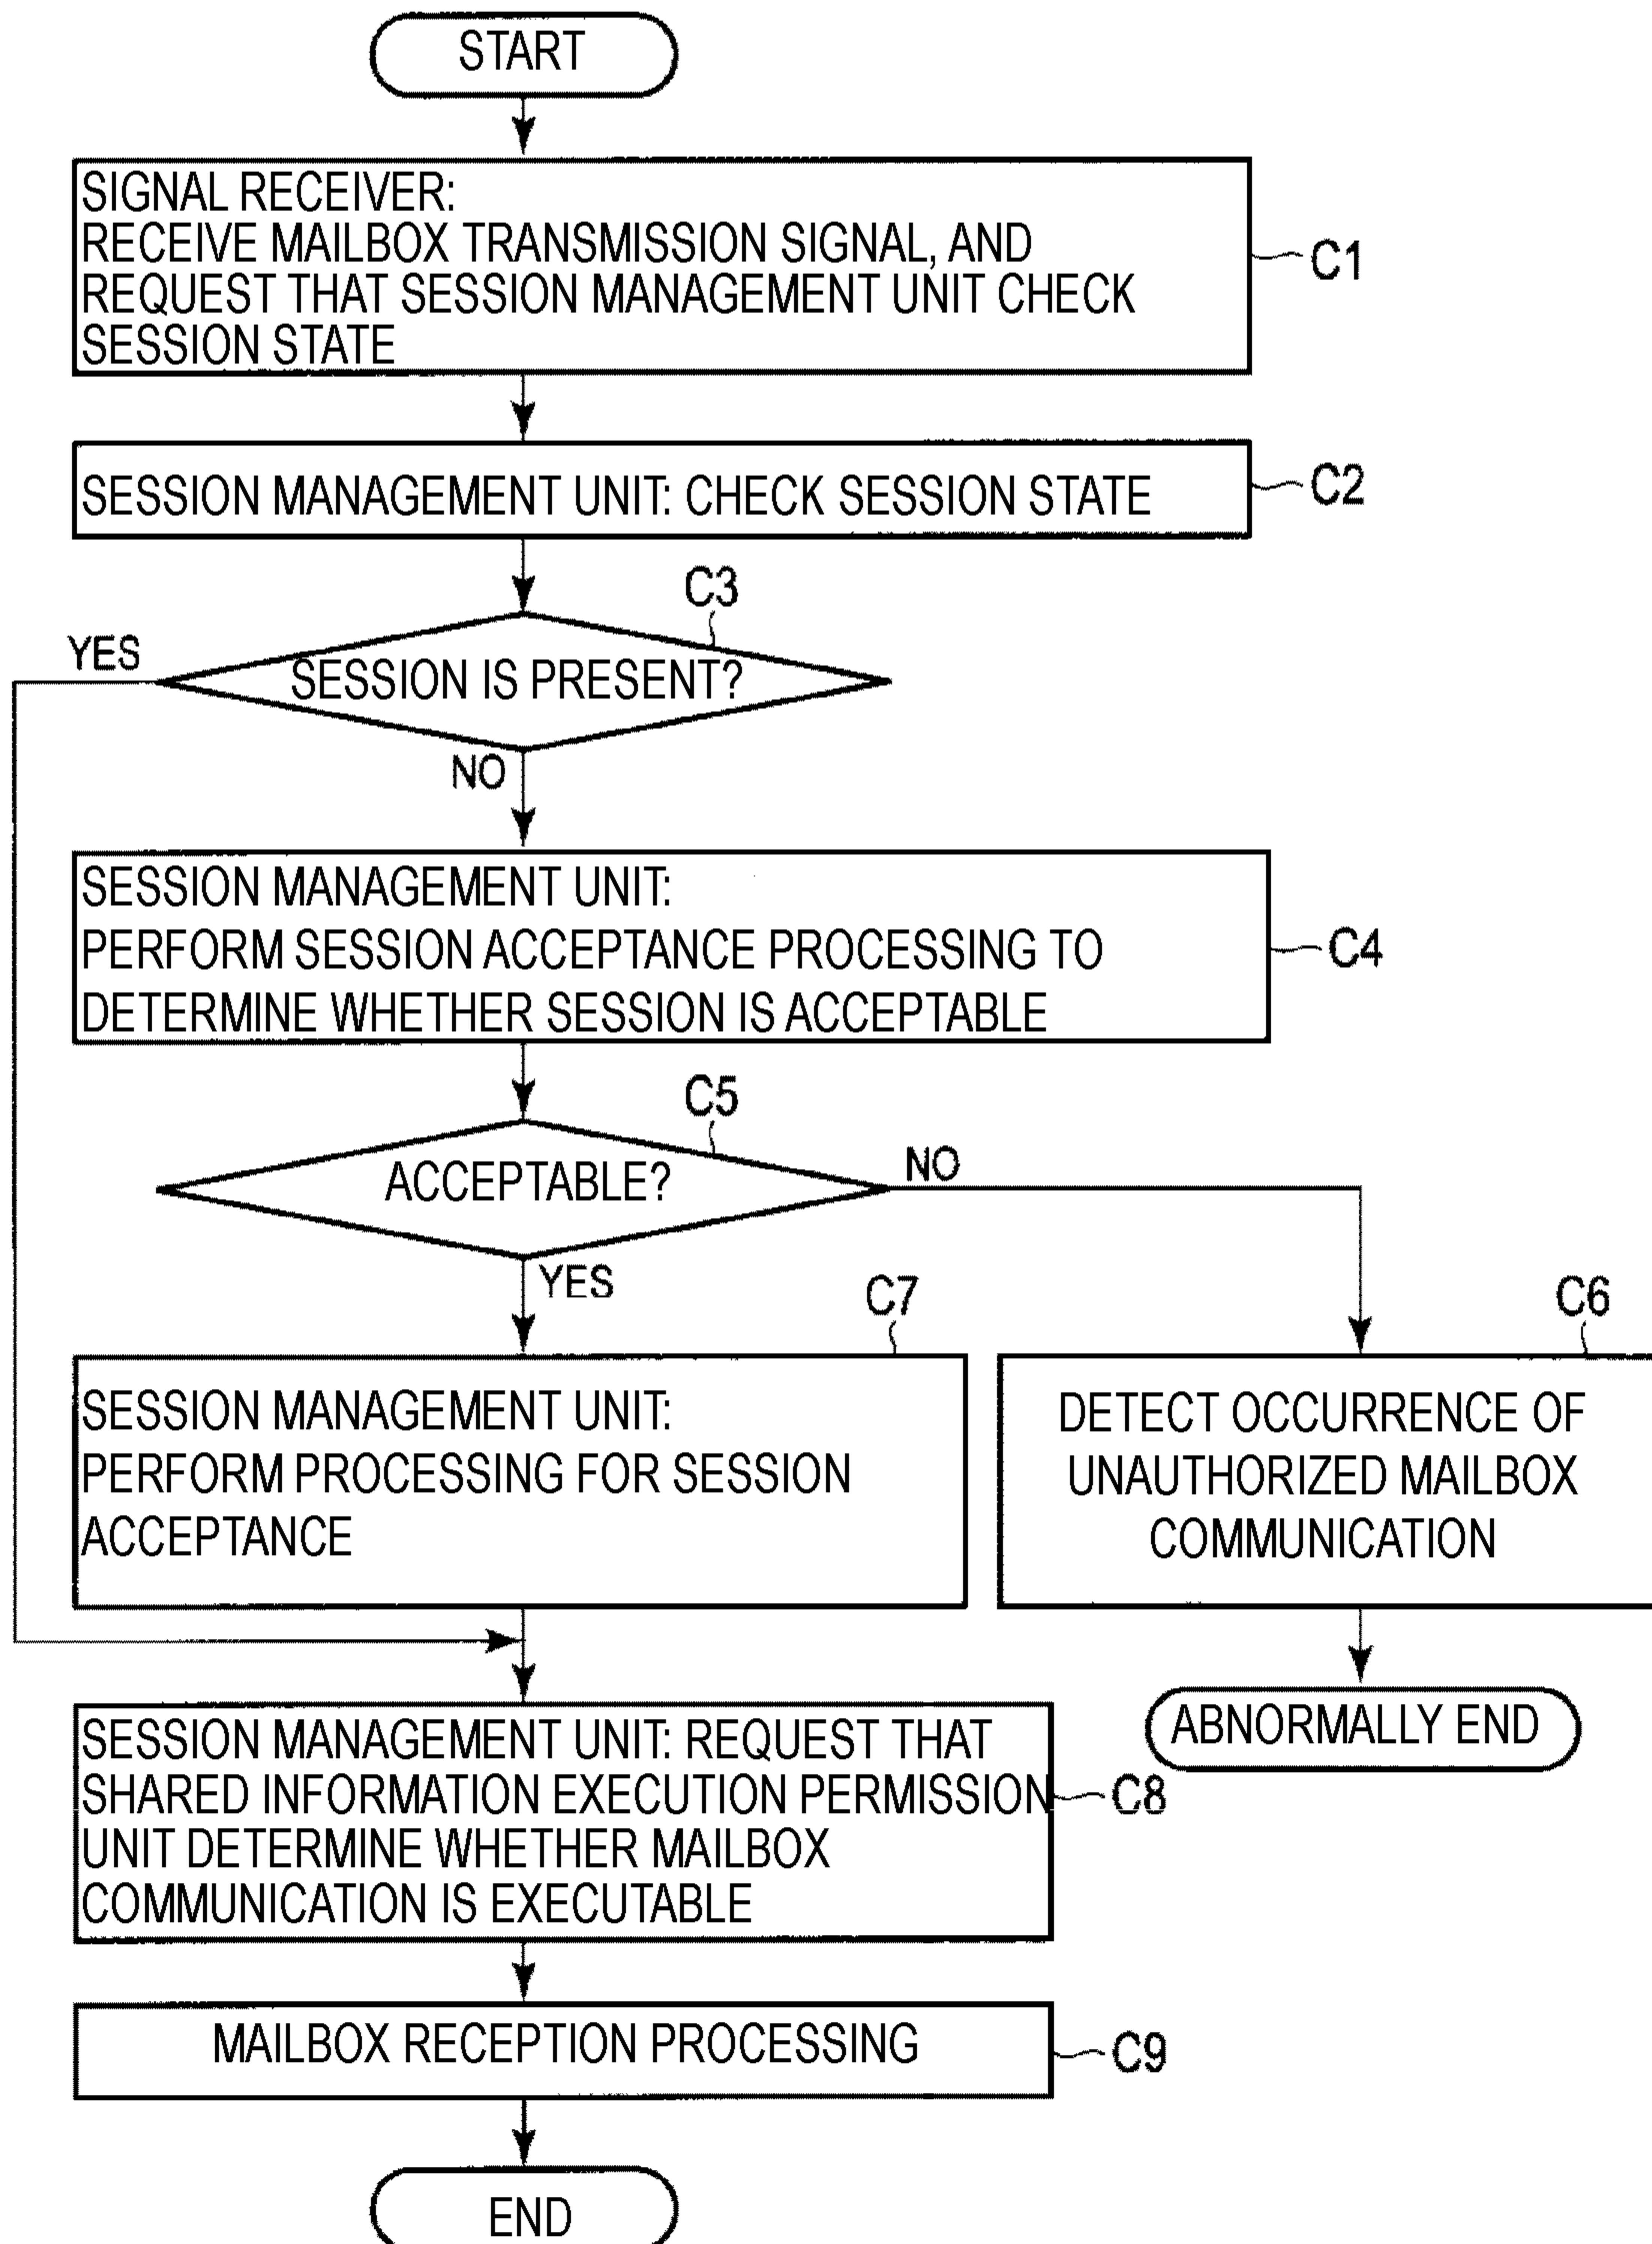 START
SIGNAL RECEIVER:
RECEIVE MAILBOX TRANSMISSION SIGNAL, AND
REQUEST THAT SESSION MANAGEMENT UNIT CHECK
SESSION STATE
C1
SESSION MANAGEMENT UNIT: CHECK SESSION STATE
C2
C3
YES
SESSION IS PRESENT?
NO
SESSION MANAGEMENT UNIT:
PERFORM SESSION ACCEPTANCE PROCESSING TO
DETERMINE WHETHER SESSION IS ACCEPTABLE
C4
C5
ACCEPTABLE?
NO
YES
C7
SESSION MANAGEMENT UNIT:
PERFORM PROCESSING FOR SESSION
ACCEPTANCE
C6
DETECT OCCURRENCE OF
UNAUTHORIZED MAILBOX
COMMUNICATION
ABNORMALLY END
SESSION MANAGEMENT UNIT: REQUEST THAT
SHARED INFORMATION EXECUTION PERMISSION
UNIT DETERMINE WHETHER MAILBOX
COMMUNICATION IS EXECUTABLE
C8
MAILBOX RECEPTION PROCESSING
C9
END